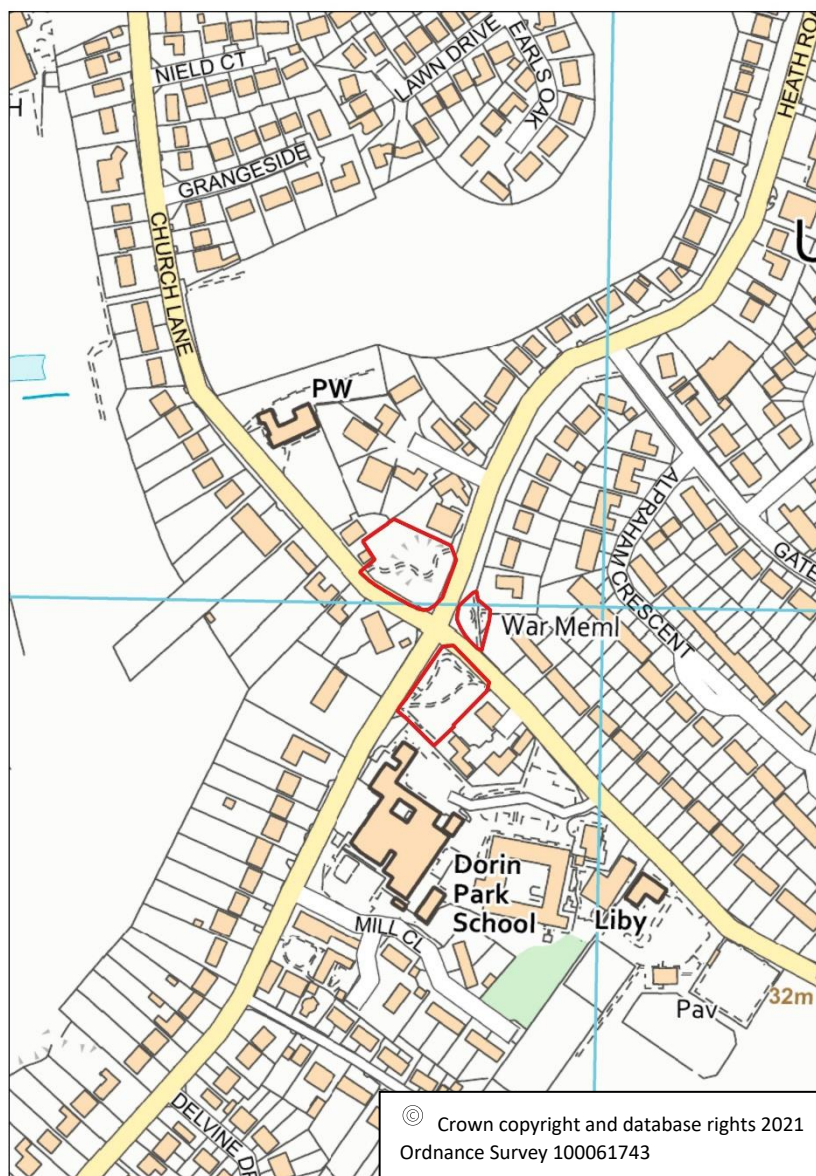 NIELD CT
LAWN DRIVE
EARLS OAK
HEATH RO
H
GRANGESIDE
CHURCH LANE
U
PW
ALPRAHAM CRESCENT
GATE
War Meml
Dorin
Park
School
Liby
MILL CL
Pav
32m
DELVINE DR
© Crown copyright and database rights 2021
Ordnance Survey 100061743